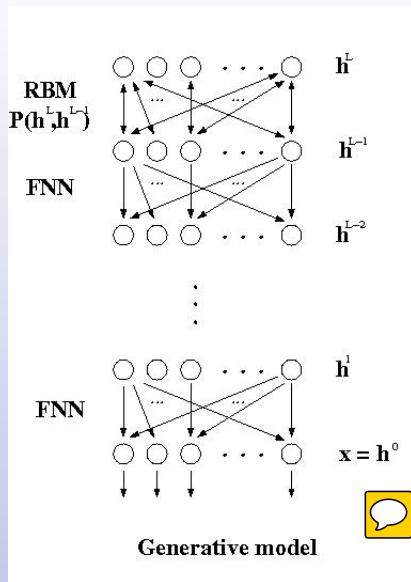 h^L
RBM
P(h^L,h^{L-1})
... ...
h^{L-1}
FNN
... ...
h^{L-2}
h^1
FNN
... ...
x = h^0
Generative model